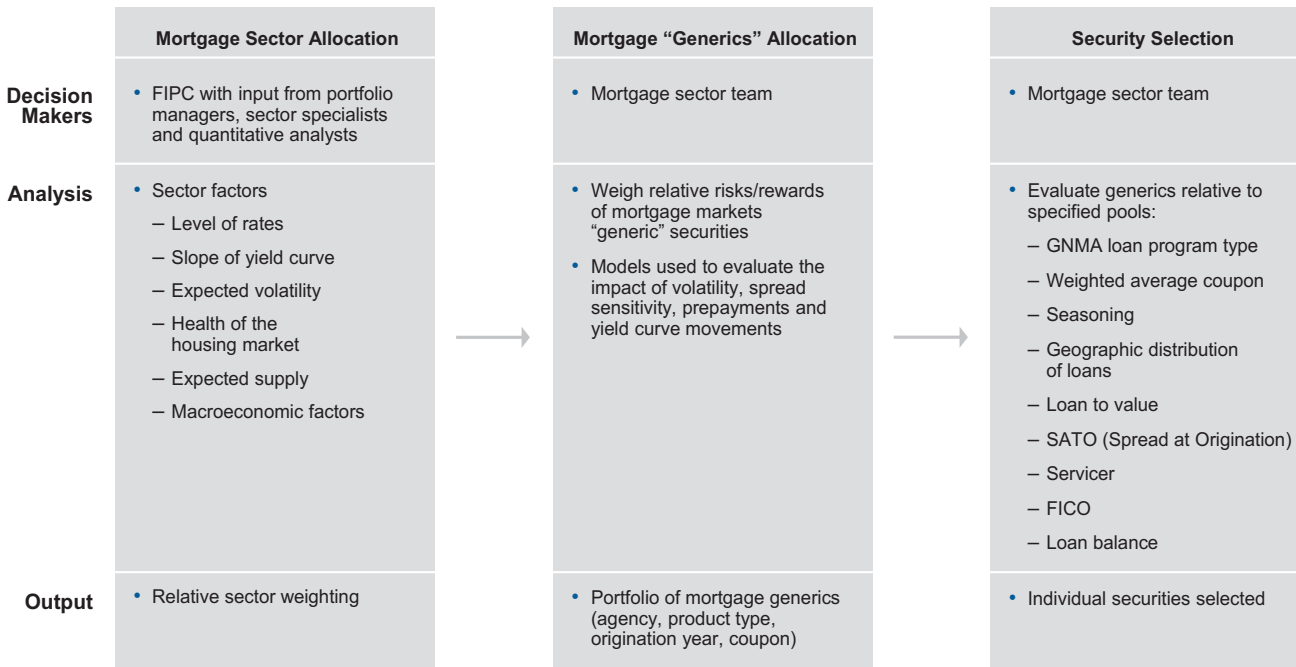 Mortgage Sector Allocation
Mortgage “Generics” Allocation
Security Selection
Decision
Makers
• FIPC with input from portfolio
managers, sector specialists
and quantitative analysts
• Mortgage sector team
• Mortgage sector team
Analysis
• Sector factors
– Level of rates
– Slope of yield curve
– Expected volatility
– Health of the
housing market
– Expected supply
– Macroeconomic factors
• Weigh relative risks/rewards
of mortgage markets
“generic” securities
• Models used to evaluate the
impact of volatility, spread
sensitivity, prepayments and
yield curve movements
• Evaluate generics relative to
specified pools:
– GNMA loan program type
– Weighted average coupon
– Seasoning
– Geographic distribution
of loans
– Loan to value
– SATO (Spread at Origination)
– Servicer
– FICO
– Loan balance
Output
• Relative sector weighting
• Portfolio of mortgage generics
(agency, product type,
origination year, coupon)
• Individual securities selected